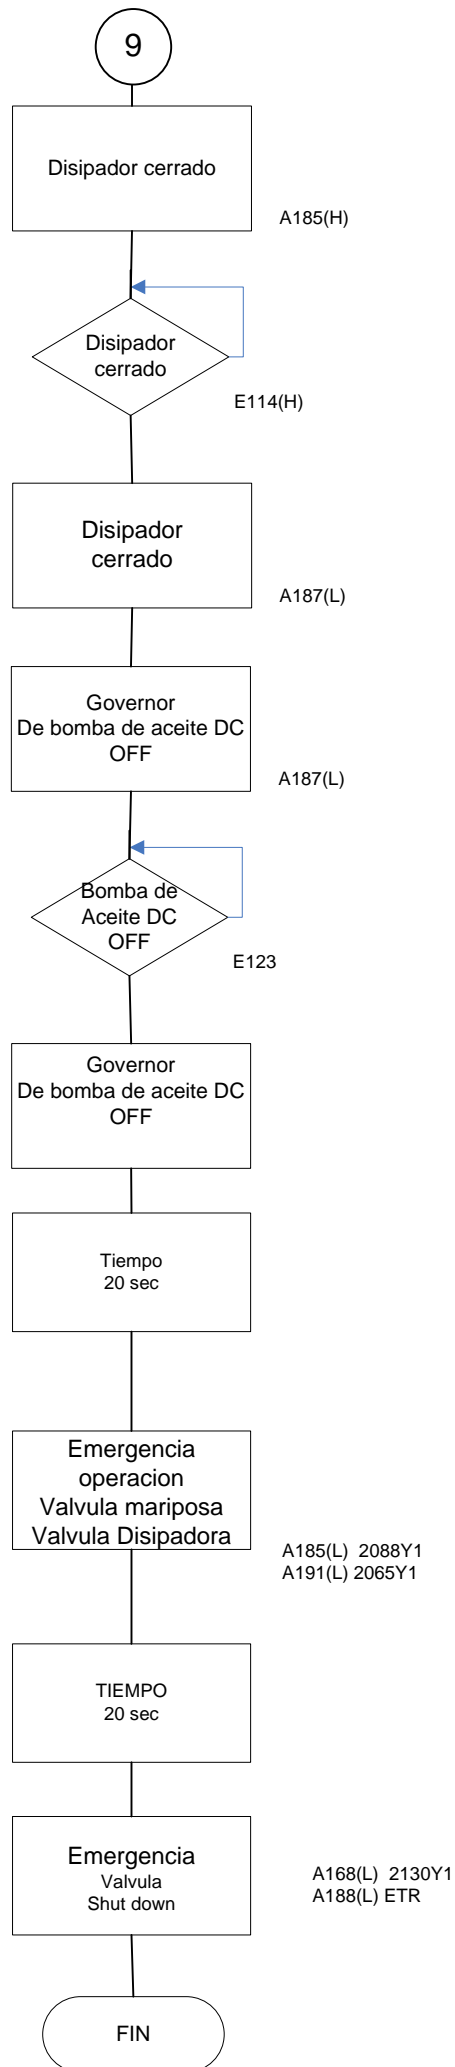 9
Disipador cerrado
A185(H)
Disipador
cerrado
E114(H)
Disipador
cerrado
A187(L)
Governor
De bomba de aceite DC
OFF
A187(L)
Bomba de
Aceite DC
OFF
E123
Governor
De bomba de aceite DC
OFF
Tiempo
20 sec
Emergencia
operacion
Valvula mariposa
Valvula Disipadora
A185(L)  2088Y1
A191(L) 2065Y1
TIEMPO
20 sec
Emergencia
Valvula
Shut down
A168(L)  2130Y1
A188(L) ETR
FIN